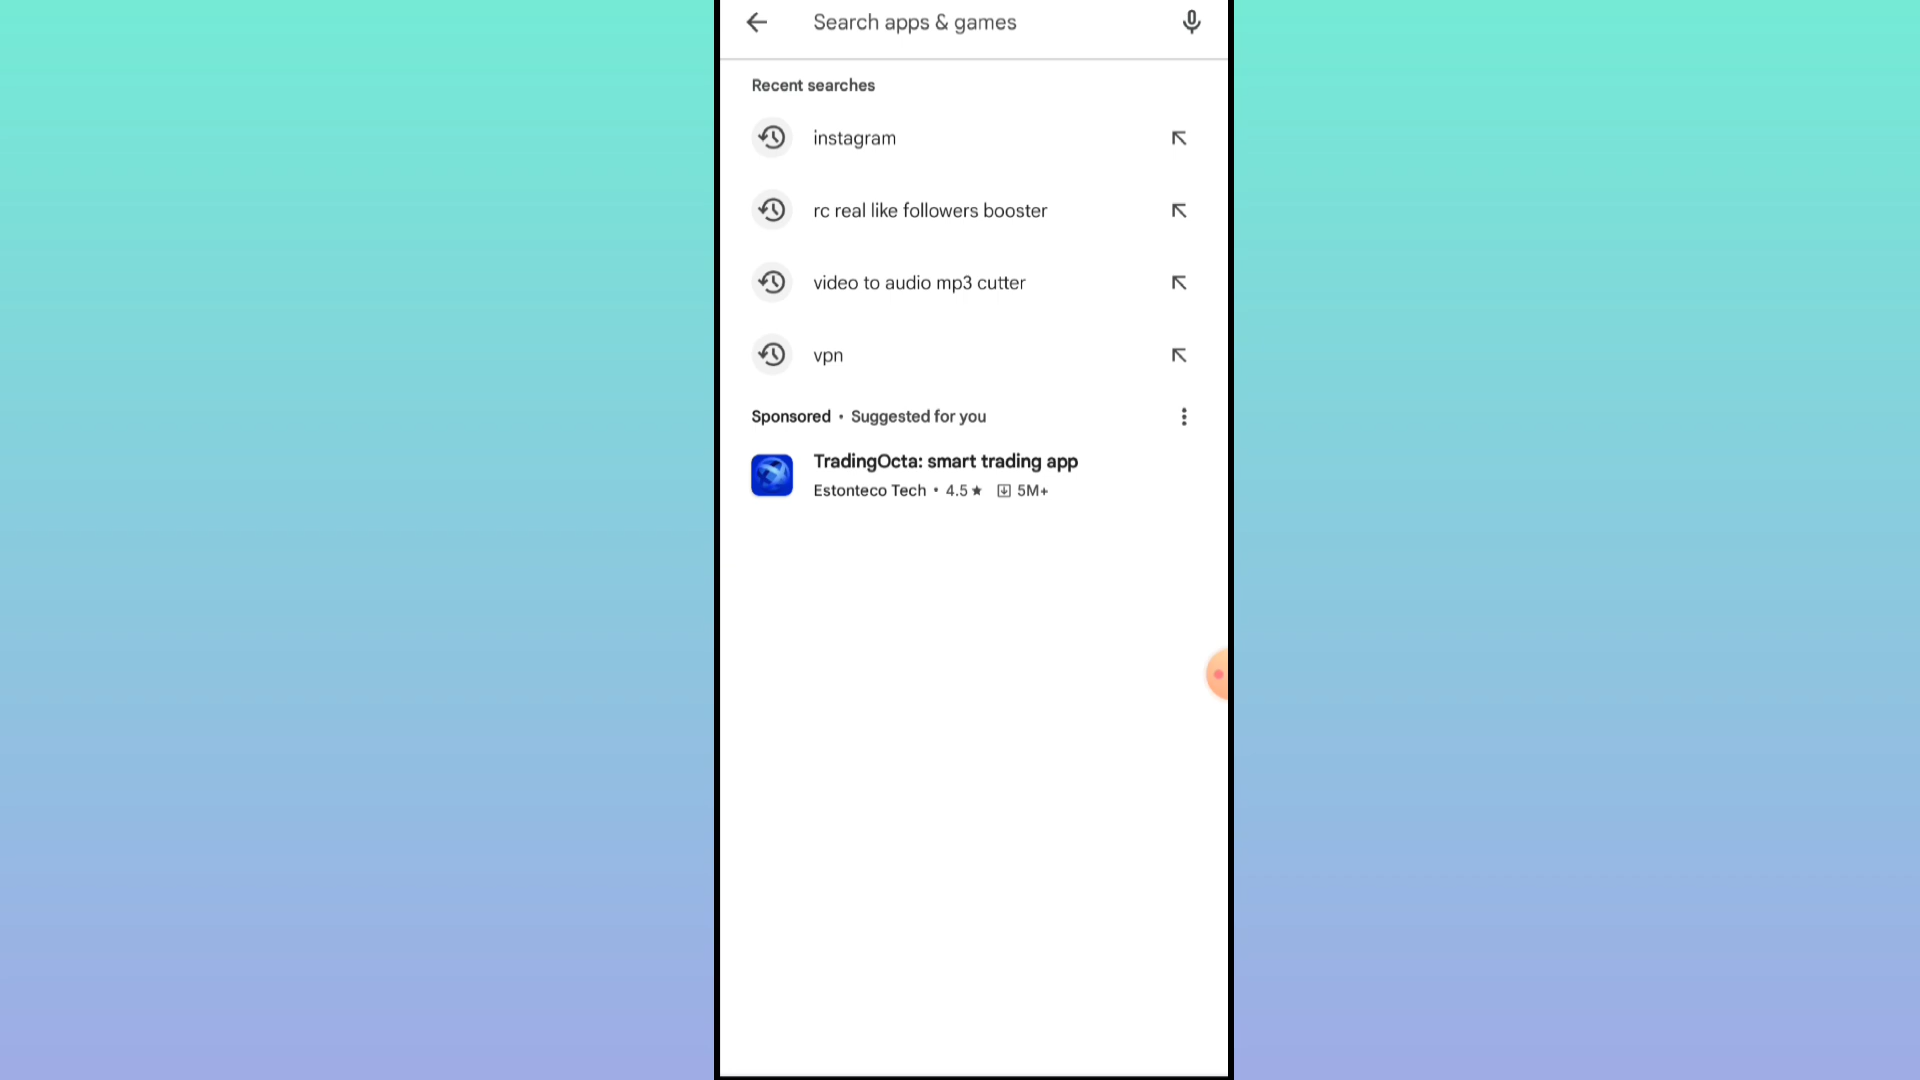 Search apps & games
Recent searches
instagram
rc real like followers booster
video to audio mp3 cutter
vpn
Sponsored • Suggested for you
TradingOcta: smart trading app
Estonteco Tech • 4.5 ★ 5M+